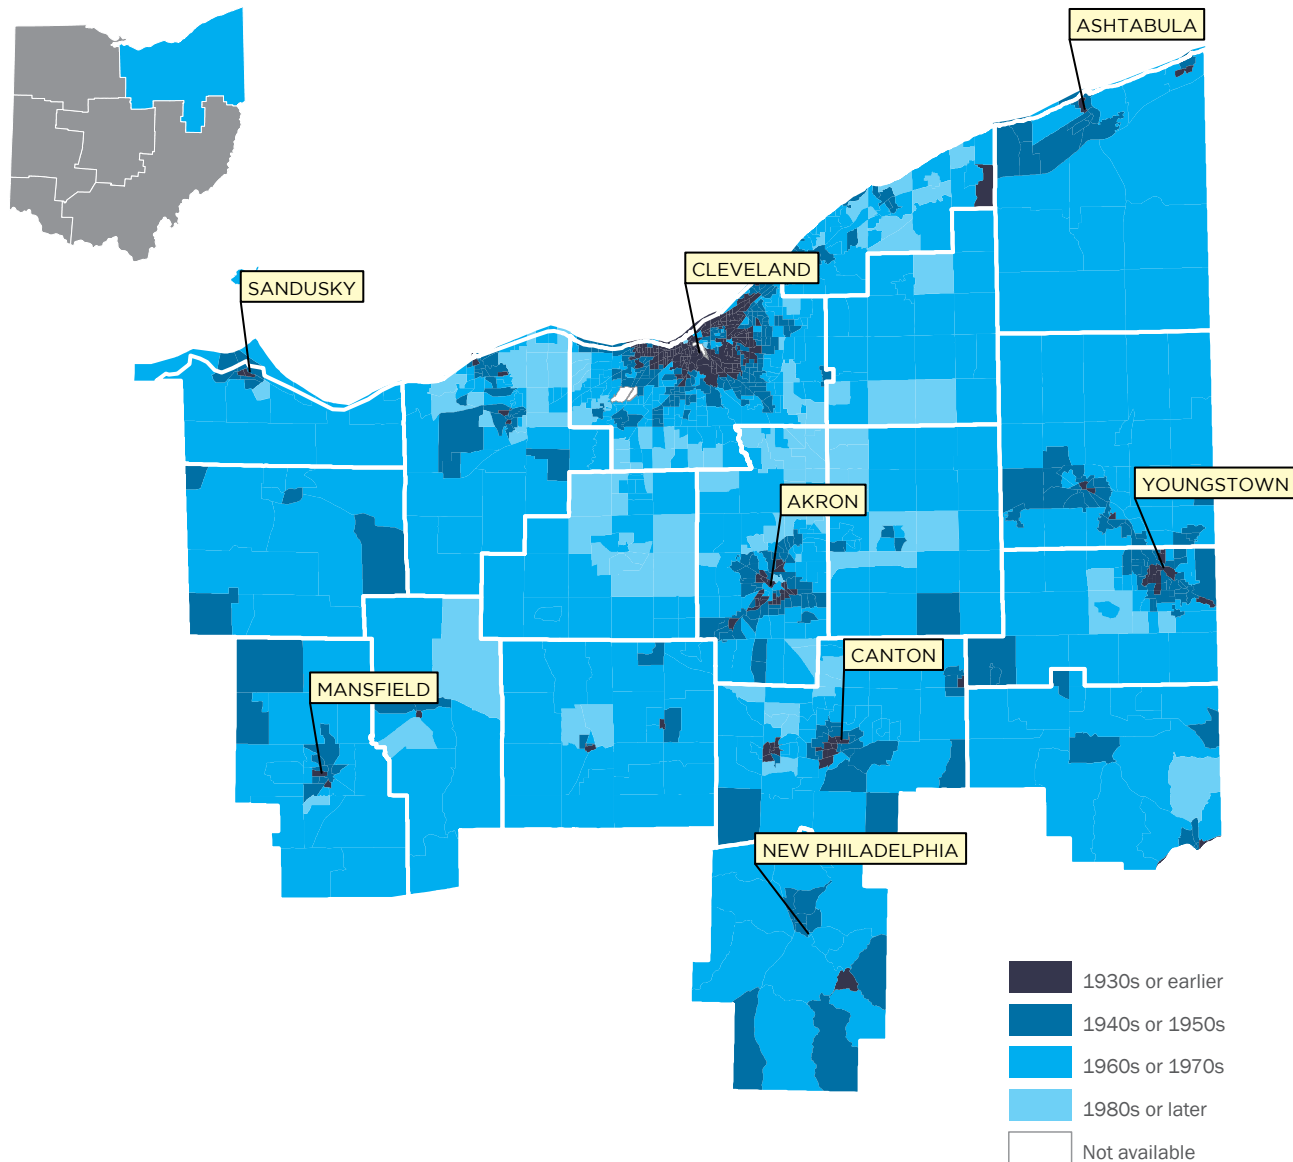 ASHTABULA
CLEVELAND
SANDUSKY
YOUNGSTOWN
AKRON
CANTON
MANSFIELD
NEW PHILADELPHIA
1930s or earlier
1940s or 1950s
1960s or 1970s
1980s or later
Not available